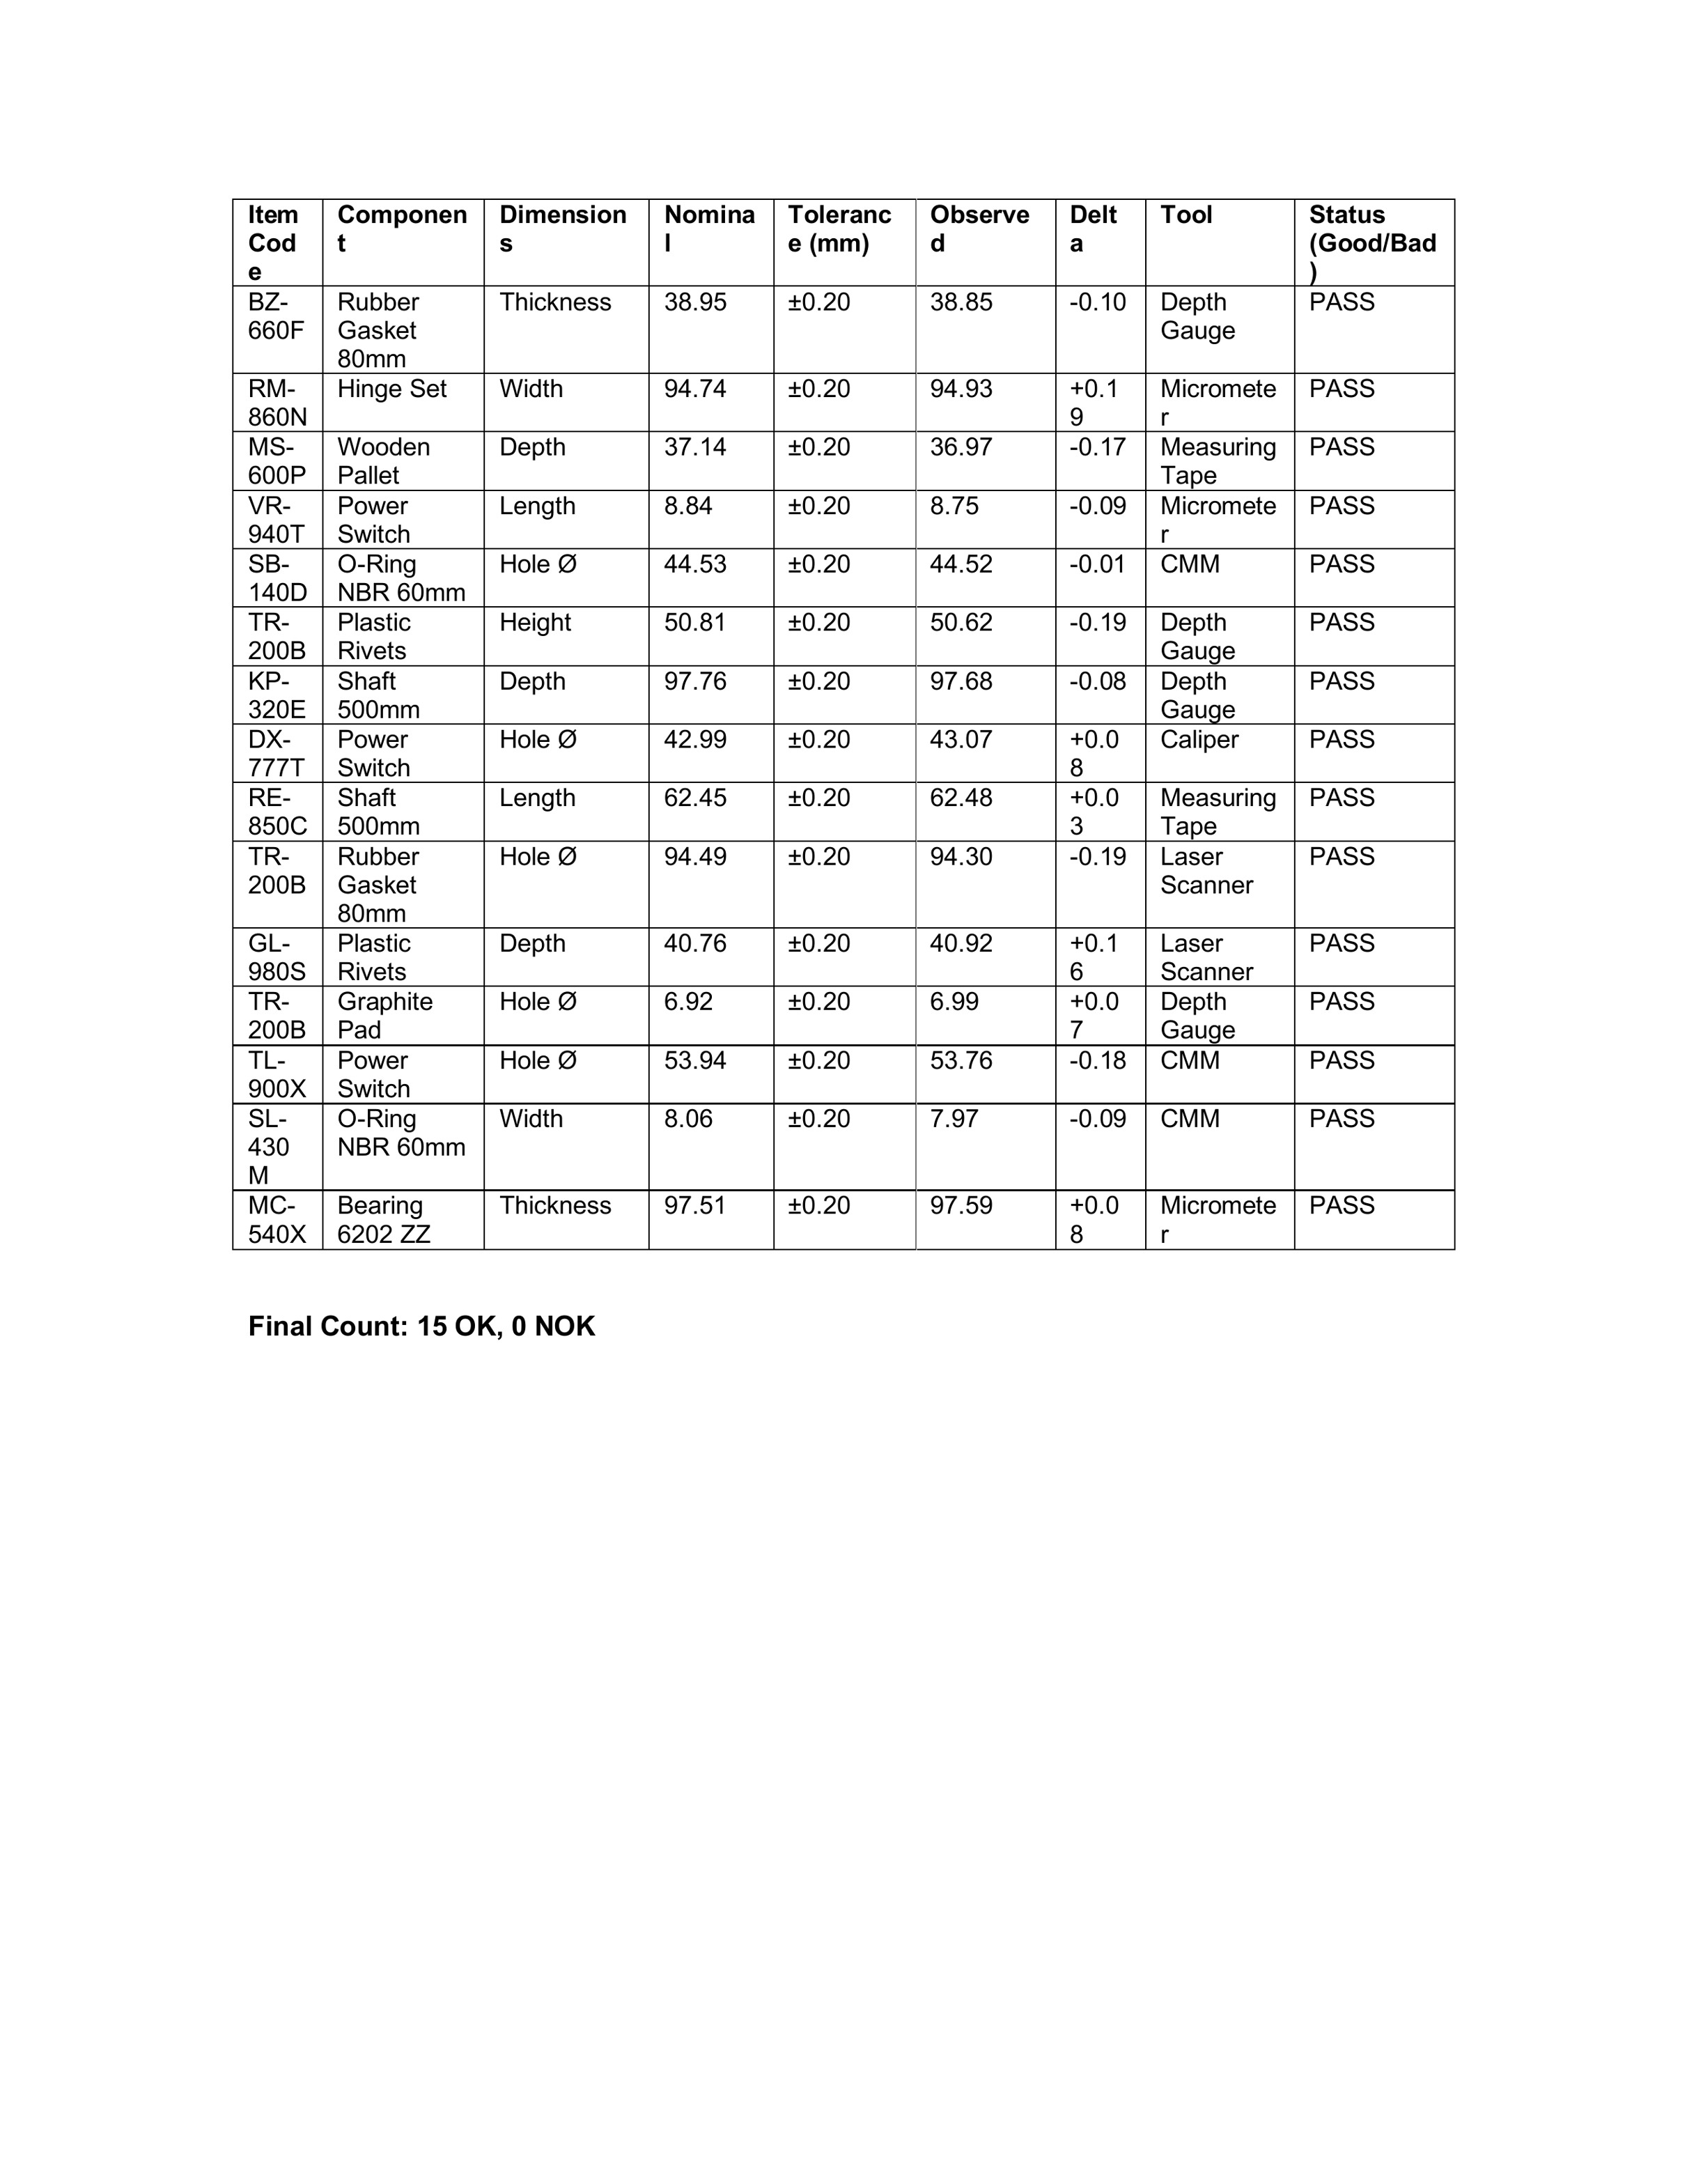 Item Code Component Dimensions Nominal Tolerance (mm) Observed Delta Tool Status (Good/Bad)
BZ-660F Rubber Gasket 80mm Thickness 38.95 ±0.20 38.85 -0.10 Depth Gauge PASS
RM-860N Hinge Set Width 94.74 ±0.20 94.93 +0.19 Micrometer PASS
MS-600P Wooden Pallet Depth 37.14 ±0.20 36.97 -0.17 Measuring Tape PASS
VR-940T Power Switch Length 8.84 ±0.20 8.75 -0.09 Micrometer PASS
SB-140D O-Ring NBR 60mm Hole Ø 44.53 ±0.20 44.52 -0.01 CMM PASS
TR-200B Plastic Rivets Height 50.81 ±0.20 50.62 -0.19 Depth Gauge PASS
KP-320E Shaft 500mm Depth 97.76 ±0.20 97.68 -0.08 Depth Gauge PASS
DX-777T Power Switch Hole Ø 42.99 ±0.20 43.07 +0.08 Caliper PASS
RE-850C Shaft 500mm Length 62.45 ±0.20 62.48 +0.03 Measuring Tape PASS
TR-200B Rubber Gasket 80mm Hole Ø 94.49 ±0.20 94.30 -0.19 Laser Scanner PASS
GL-980S Plastic Rivets Depth 40.76 ±0.20 40.92 +0.16 Laser Scanner PASS
TR-200B Graphite Pad Hole Ø 6.92 ±0.20 6.99 +0.07 Depth Gauge PASS
TL-900X Power Switch Hole Ø 53.94 ±0.20 53.76 -0.18 CMM PASS
SL-430M O-Ring NBR 60mm Width 8.06 ±0.20 7.97 -0.09 CMM PASS
MC-540X Bearing 6202 ZZ Thickness 97.51 ±0.20 97.59 +0.08 Micrometer PASS
Final Count: 15 OK, 0 NOK